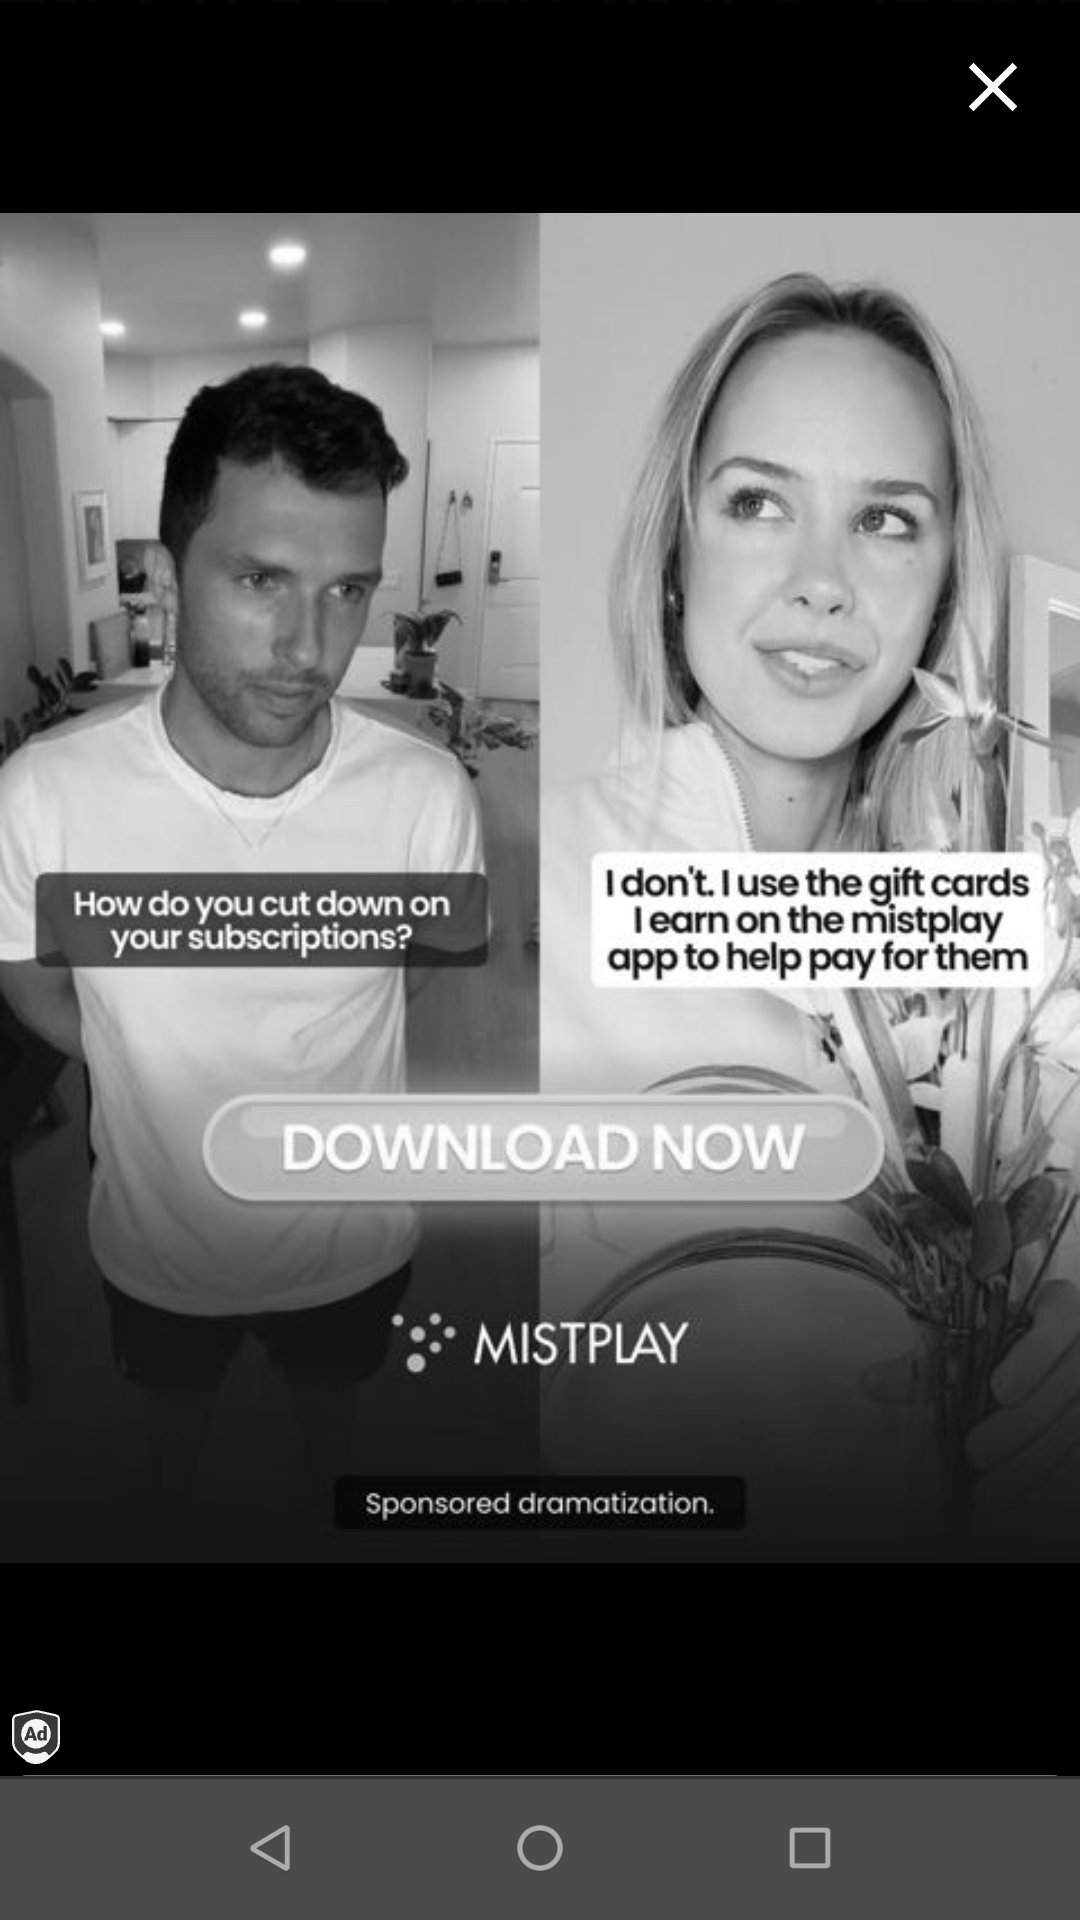 How do you cut down on
your subscriptions?
I don't. I use the gift cards
I earn on the mistplay
app to help pay for them
DOWNLOAD NOW
MISTPLAY
Sponsored dramatization.
Ad